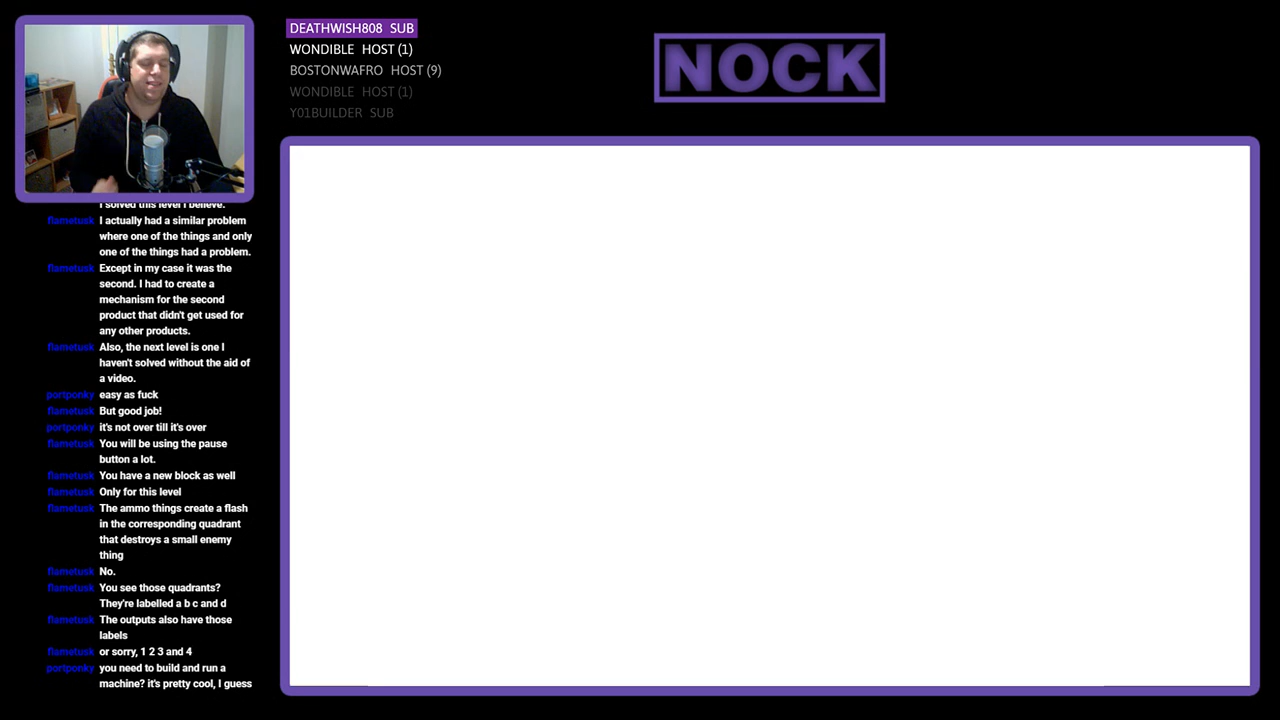 DEATHWISH808 SUB
WONDIBLE HOST (1)
BOSTONWAFRO HOST (9)
WONDIBLE HOST (1)
Y01BUILDER SUB
NOCK
I solved this level I believe.
flametusk I actually had a similar problem
where one of the things and only
one of the things had a problem.
flametusk Except in my case it was the
second. I had to create a
mechanism for the second
product that didn't get used for
any other products.
flametusk Also, the next level is one I
haven't solved without the aid of
a video.
portponky easy as fuck
flametusk But good job!
portponky it's not over till it's over
flametusk You will be using the pause
button a lot.
flametusk You have a new block as well
flametusk Only for this level
flametusk The ammo things create a flash
in the corresponding quadrant
that destroys a small enemy
thing
flametusk No.
flametusk You see those quadrants?
They're labelled a b c and d
flametusk The outputs also have those
labels
flametusk or sorry, 1 2 3 and 4
portponky you need to build and run a
machine? it's pretty cool, I guess